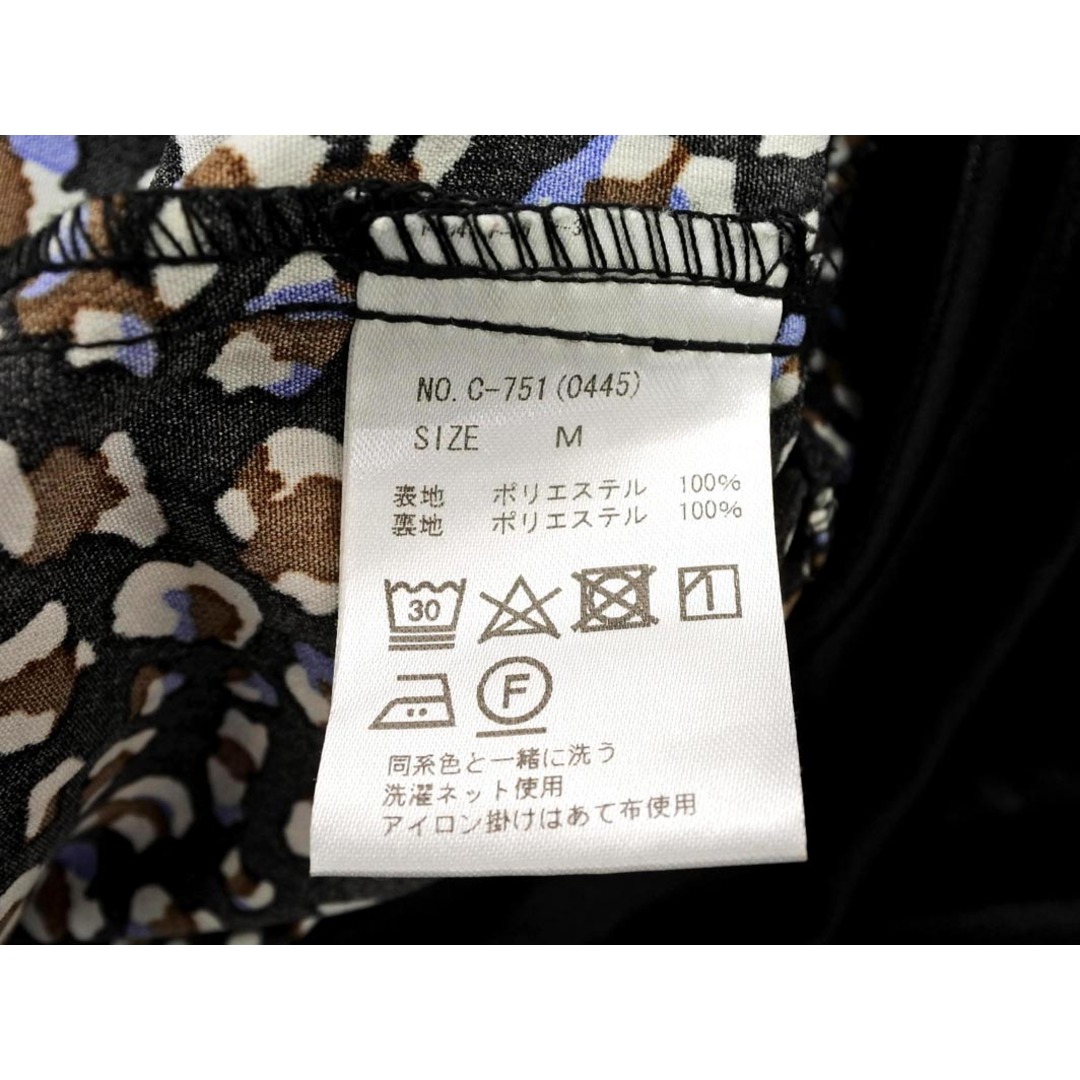 NO. C-751(0445)
SIZE M
表地 ポリエステル 100%
裏地 ポリエステル 100%
30
F
同系色と一緒に洗う
洗濯ネット使用
アイロン掛けはあて布使用